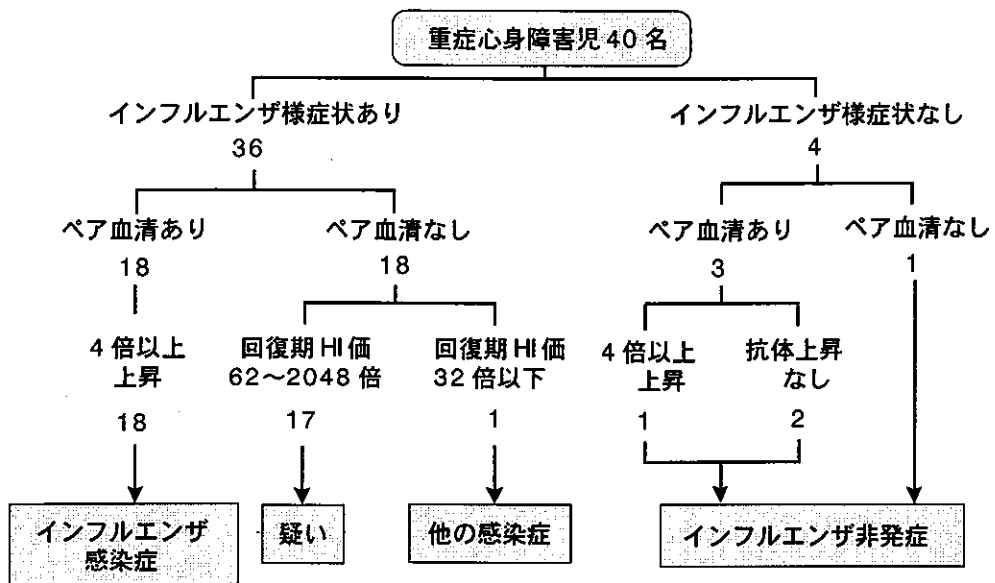 重症心身障害児 40 名
インフルエンザ様症状あり
36
インフルエンザ様症状なし
4
ペア血清あり
18
ペア血清なし
18
ペア血清あり
3
ペア血清なし
1
4 倍以上
上昇
18
回復期 HI 価
62〜2048 倍
17
回復期 HI 価
32 倍以下
1
4 倍以上
上昇
1
抗体上昇
なし
2
インフルエンザ
感染症
疑い
他の感染症
インフルエンザ非発症